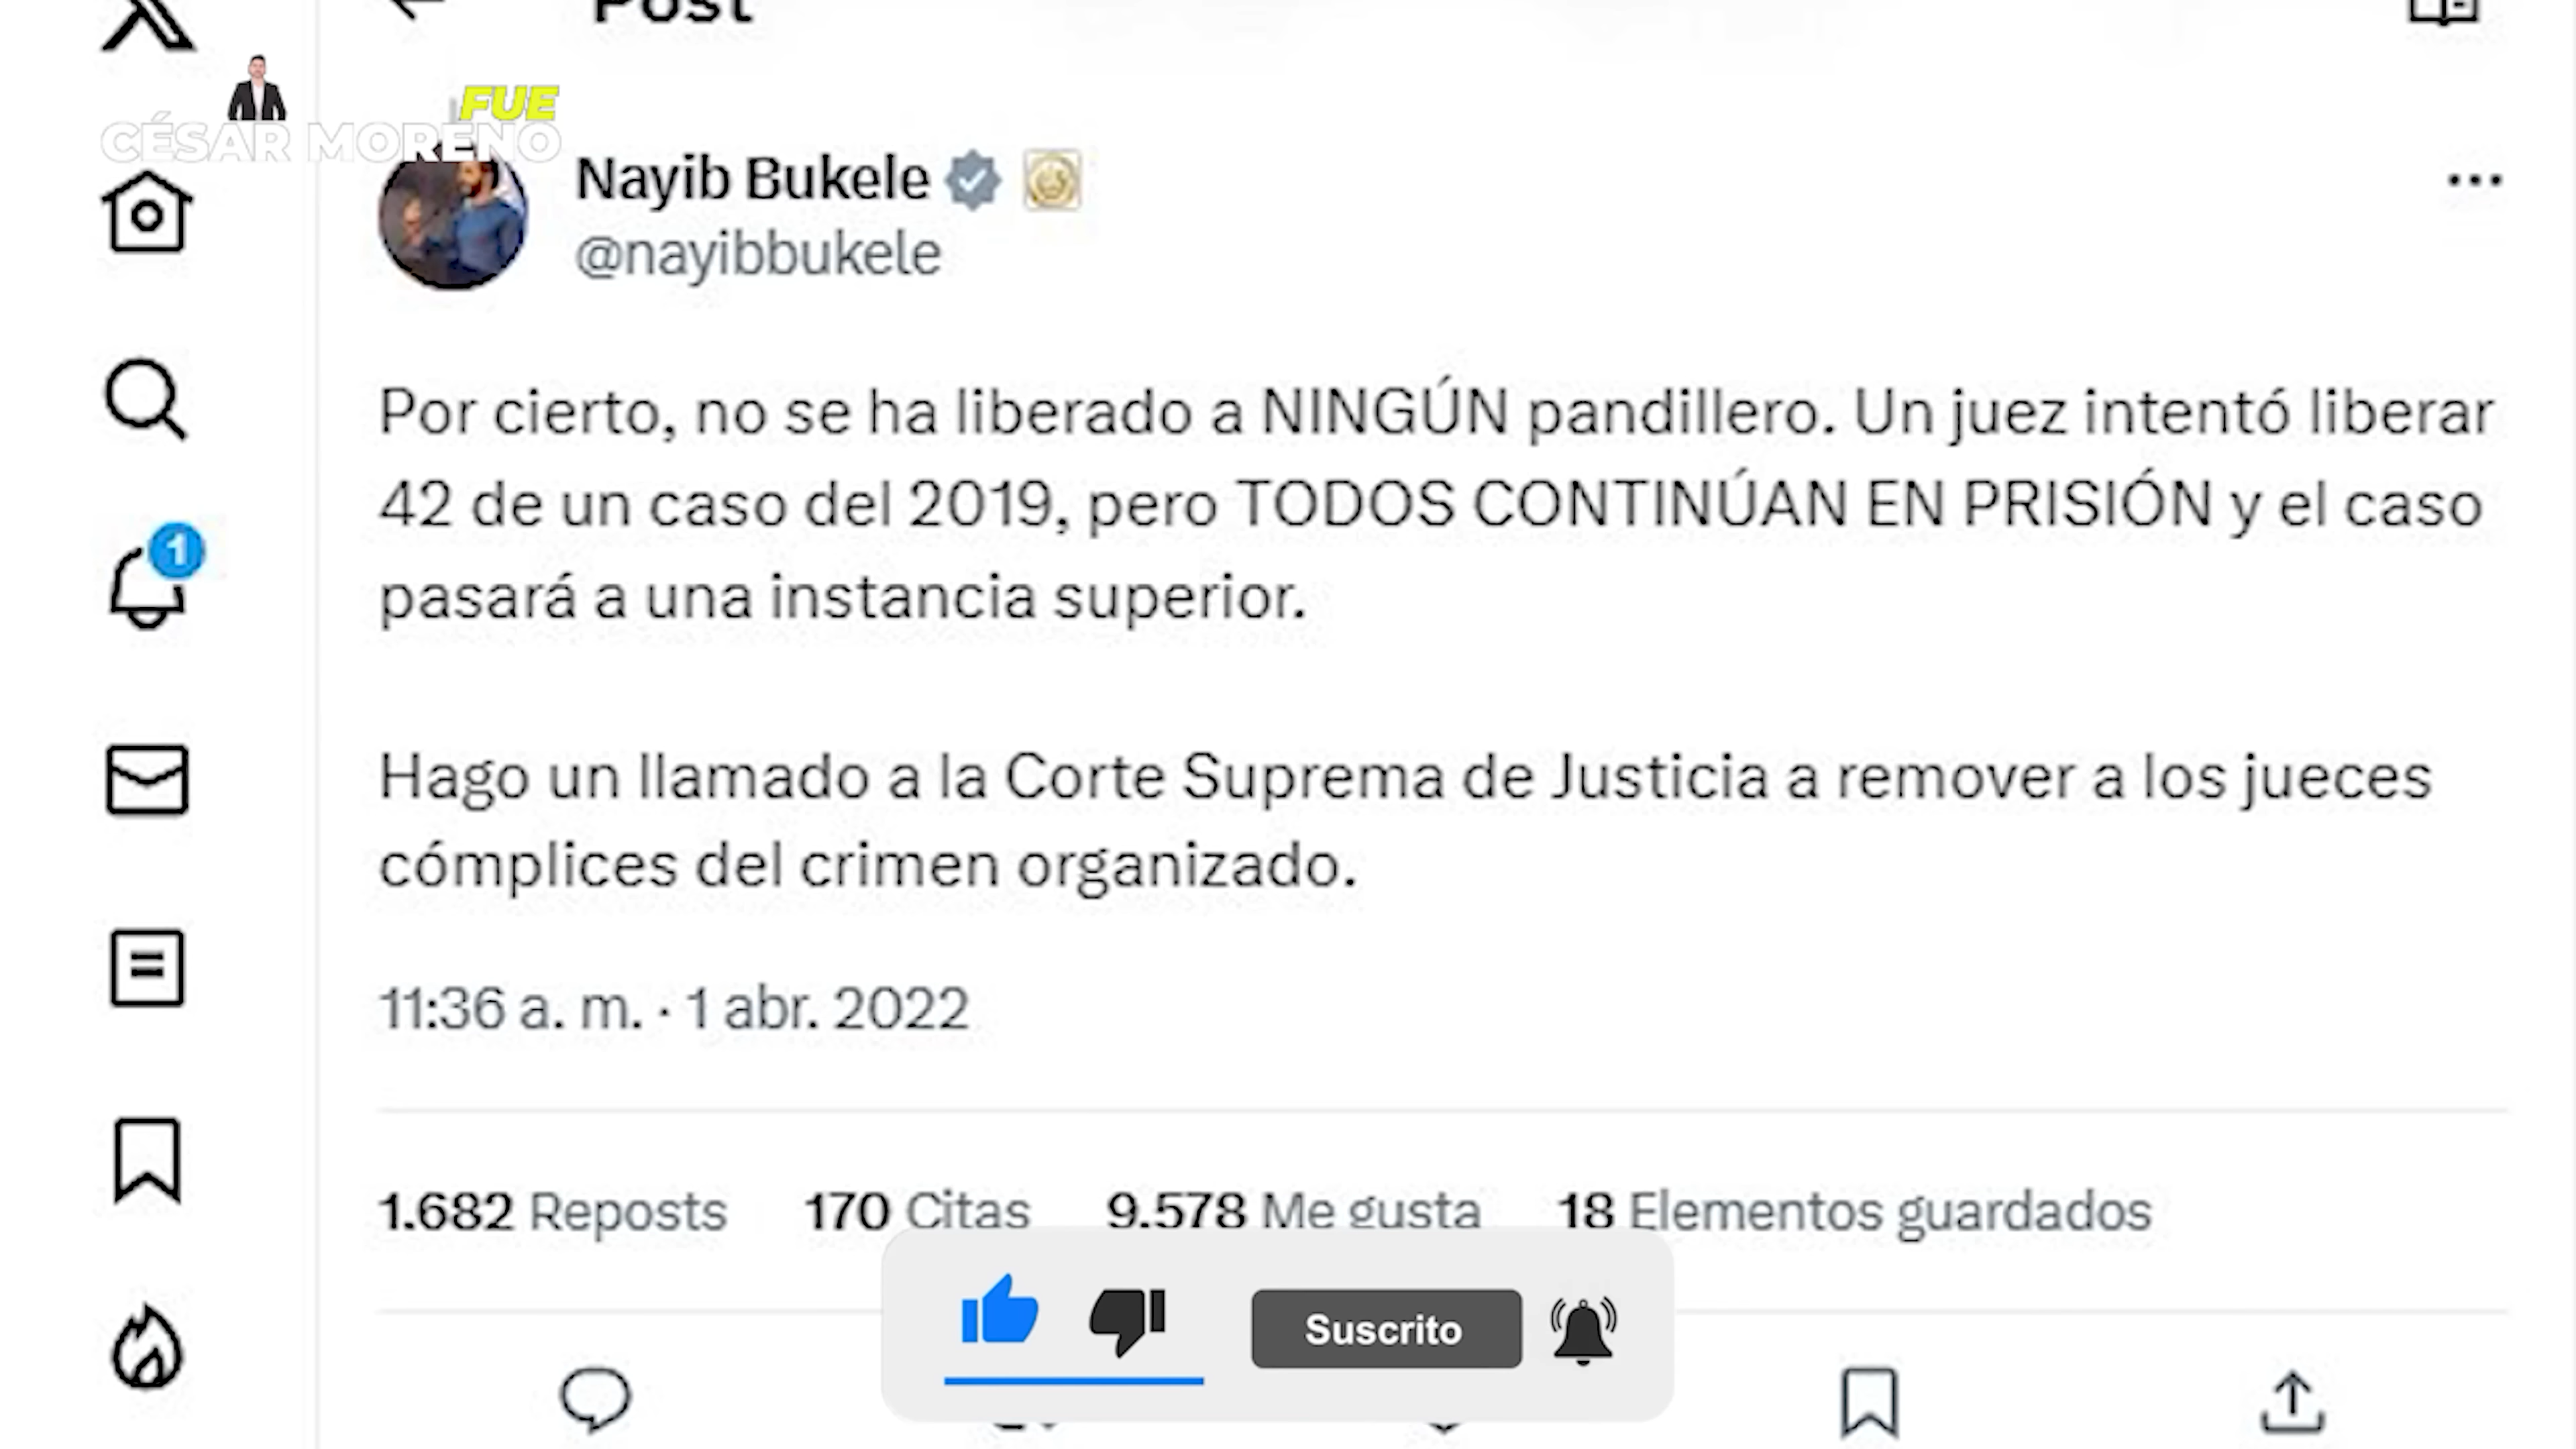 Post
FUE
CÉSAR MORENO
Nayib Bukele
@nayibbukele
Por cierto, no se ha liberado a NINGÚN pandillero. Un juez intentó liberar
42 de un caso del 2019, pero TODOS CONTINÚAN EN PRISIÓN y el caso
pasará a una instancia superior.
Hago un llamado a la Corte Suprema de Justicia a remover a los jueces
cómplices del crimen organizado.
11:36 a. m. · 1 abr. 2022
1.682 Reposts 170 Citas 9.578 Me gusta 18 Elementos guardados
1
Suscrito